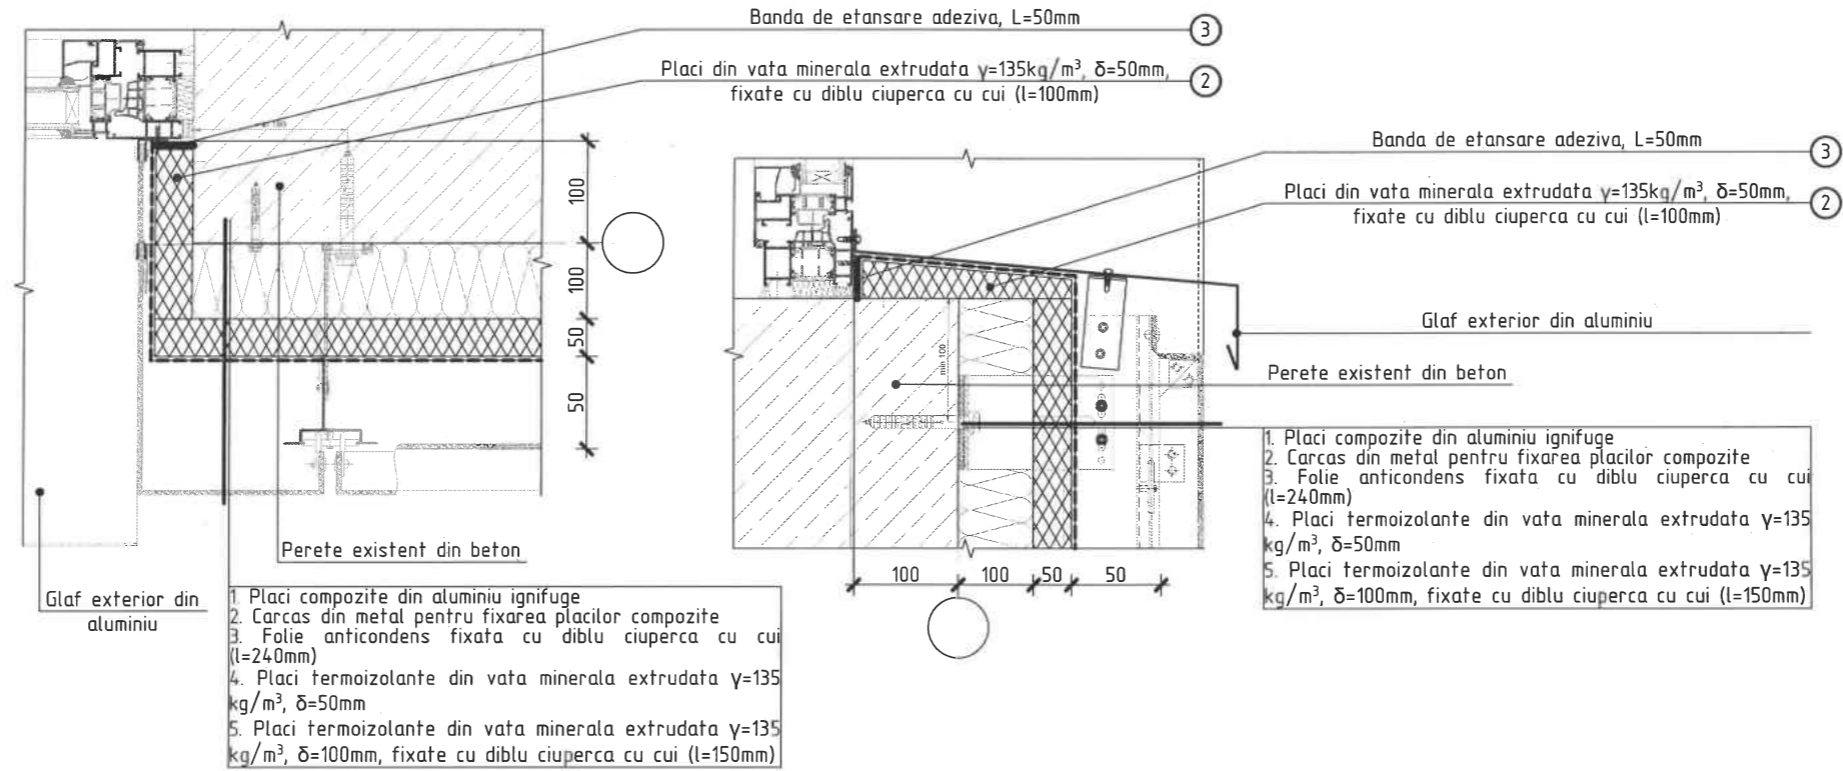 Banda de etansare adeziva, L=50mm
3
Placi din vata minerala extrudata γ=135kg/m³, δ=50mm,
fixate cu diblu ciuperca cu cui (l=100mm)
2
100
100
50
50
Perete existent din beton
Glaf exterior din
aluminiu
1. Placi compozite din aluminiu ignifuge
2. Carcas din metal pentru fixarea placilor compozite
3. Folie anticondens fixata cu diblu ciuperca cu cui
(l=240mm)
4. Placi termoizolante din vata minerala extrudata γ=135
kg/m³, δ=50mm
5. Placi termoizolante din vata minerala extrudata γ=135
kg/m³, δ=100mm, fixate cu diblu ciuperca cu cui (l=150mm)
Banda de etansare adeziva, L=50mm
3
Placi din vata minerala extrudata γ=135kg/m³, δ=50mm,
fixate cu diblu ciuperca cu cui (l=100mm)
2
Glaf exterior din aluminiu
Perete existent din beton
min 100
1. Placi compozite din aluminiu ignifuge
2. Carcas din metal pentru fixarea placilor compozite
3. Folie anticondens fixata cu diblu ciuperca cu cui
(l=240mm)
4. Placi termoizolante din vata minerala extrudata γ=135
kg/m³, δ=50mm
5. Placi termoizolante din vata minerala extrudata γ=135
kg/m³, δ=100mm, fixate cu diblu ciuperca cu cui (l=150mm)
100
100
50
50